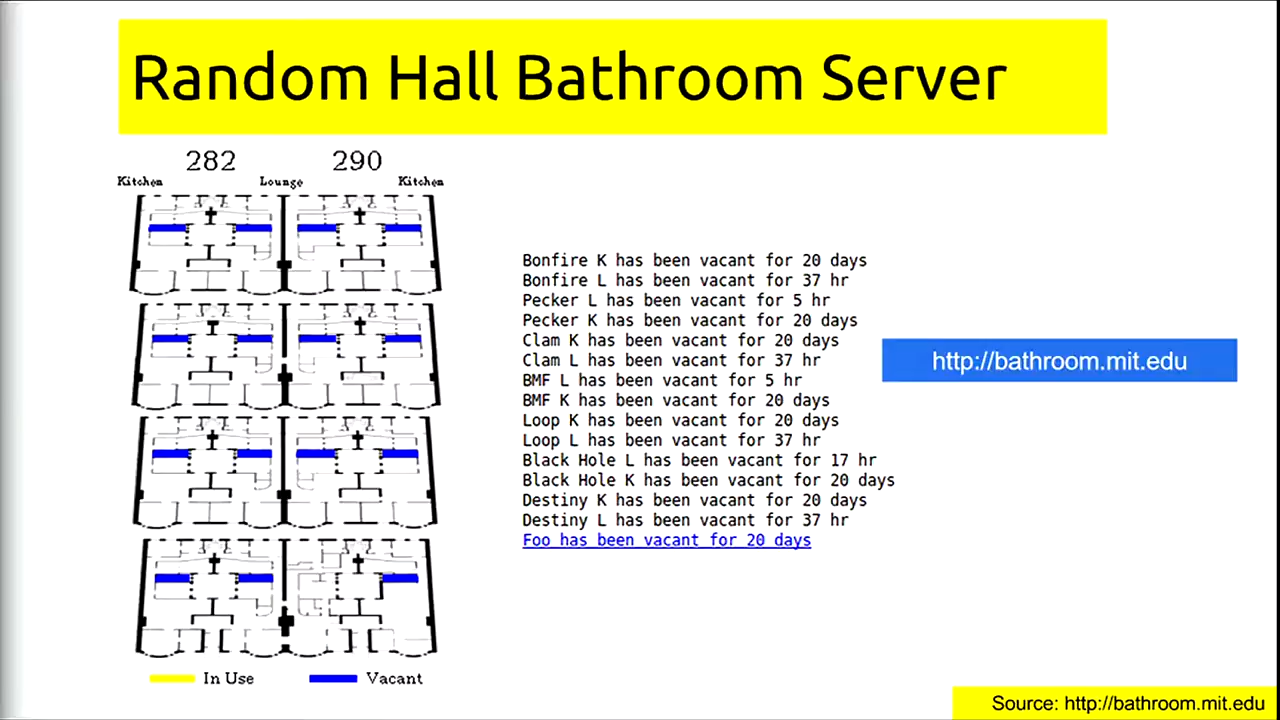 Random Hall Bathroom Server
282 290
Kitchen Lounge Kitchen
Bonfire K has been vacant for 20 days
Bonfire L has been vacant for 37 hr
Pecker L has been vacant for 5 hr
Pecker K has been vacant for 20 days
Clam K has been vacant for 20 days
Clam L has been vacant for 37 hr
BMF L has been vacant for 5 hr
BMF K has been vacant for 20 days
Loop K has been vacant for 20 days
Loop L has been vacant for 37 hr
Black Hole L has been vacant for 17 hr
Black Hole K has been vacant for 20 days
Destiny K has been vacant for 20 days
Destiny L has been vacant for 37 hr
Foo has been vacant for 20 days
http://bathroom.mit.edu
In Use Vacant
Source: http://bathroom.mit.edu